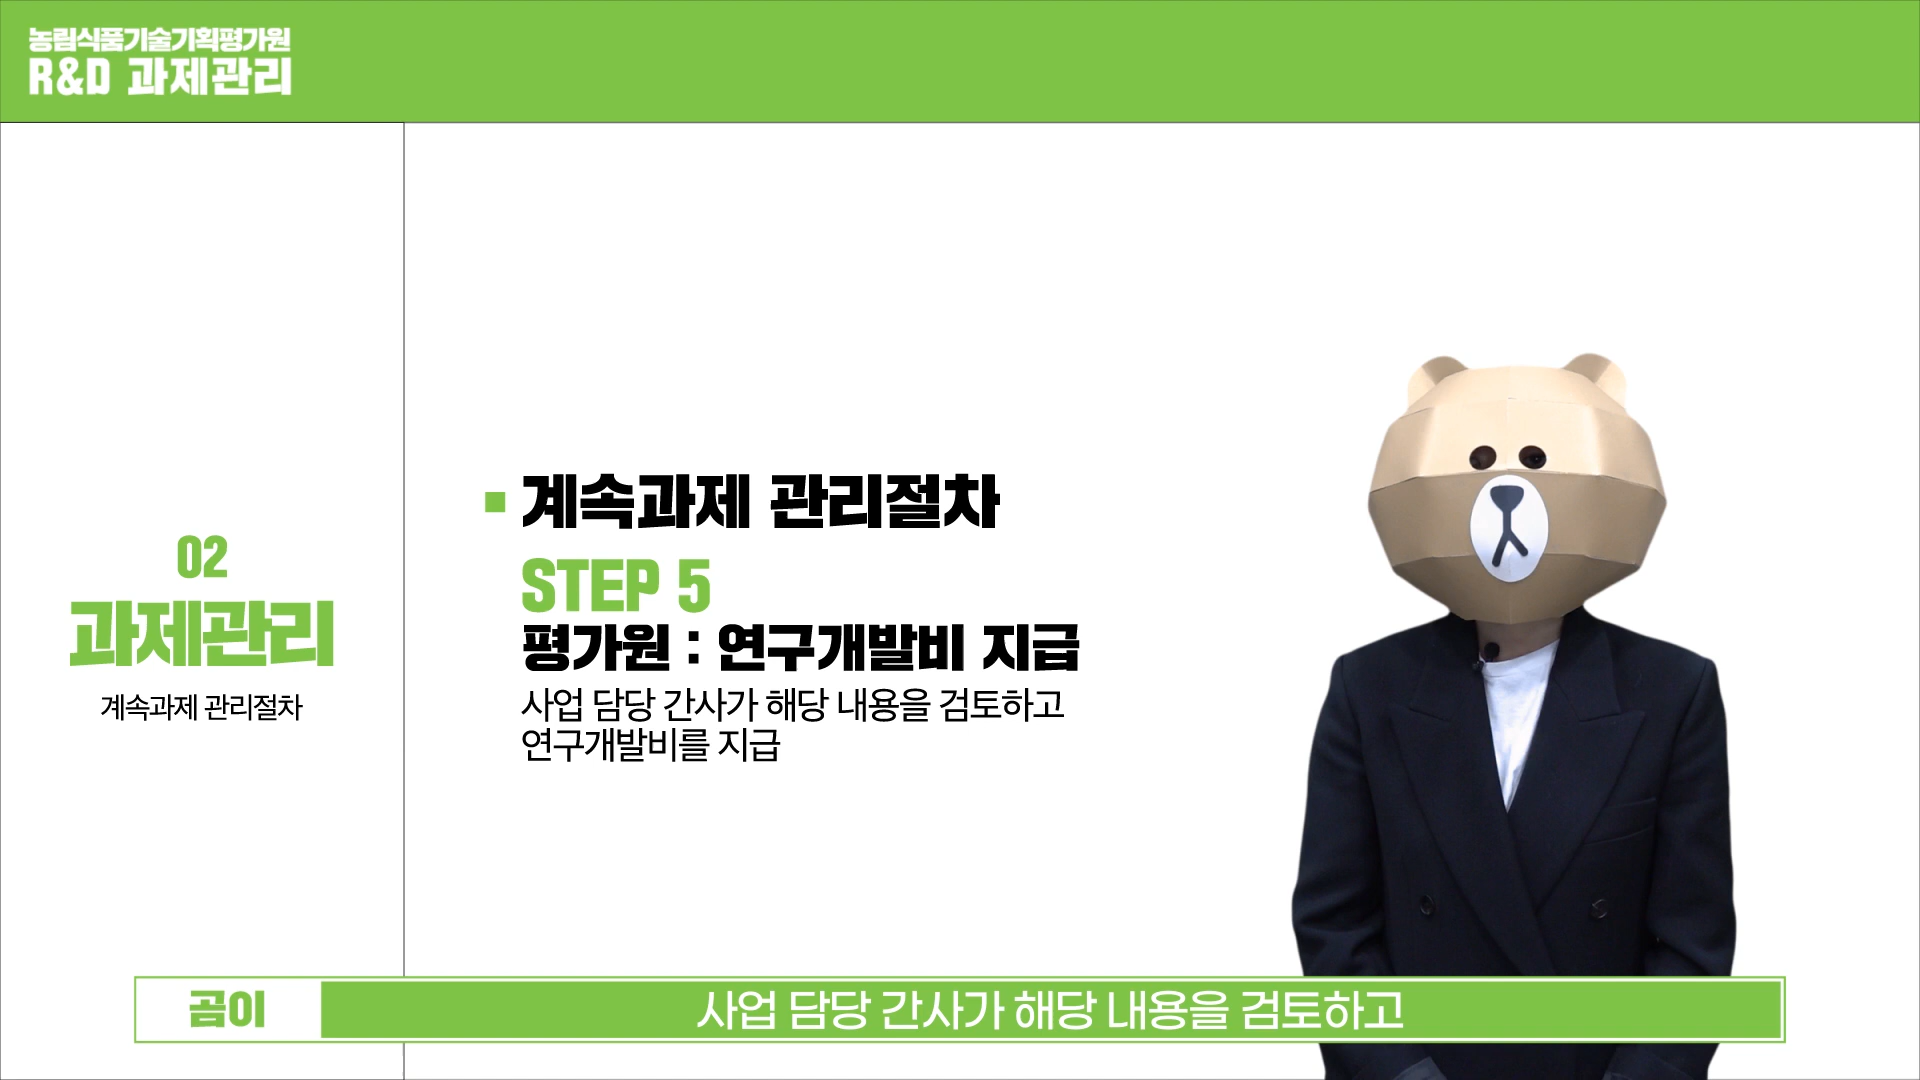 농림식품기술기획평가원
R&D 과제관리
02
과제관리
계속과제 관리절차
계속과제 관리절차
STEP 5
평가원 : 연구개발비 지급
사업 담당 간사가 해당 내용을 검토하고
연구개발비를 지급
곰이
사업 담당 간사가 해당 내용을 검토하고